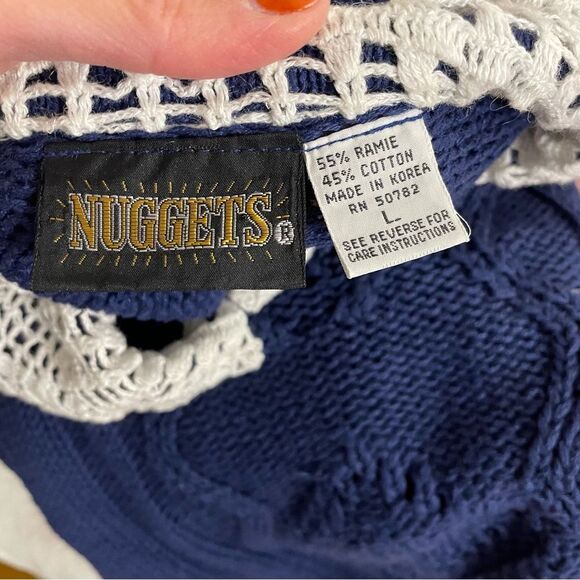 NUGGETS®
55% RAMIE
45% COTTON
MADE IN KOREA
RN 50782
L
SEE REVERSE FOR
CARE INSTRUCTIONS